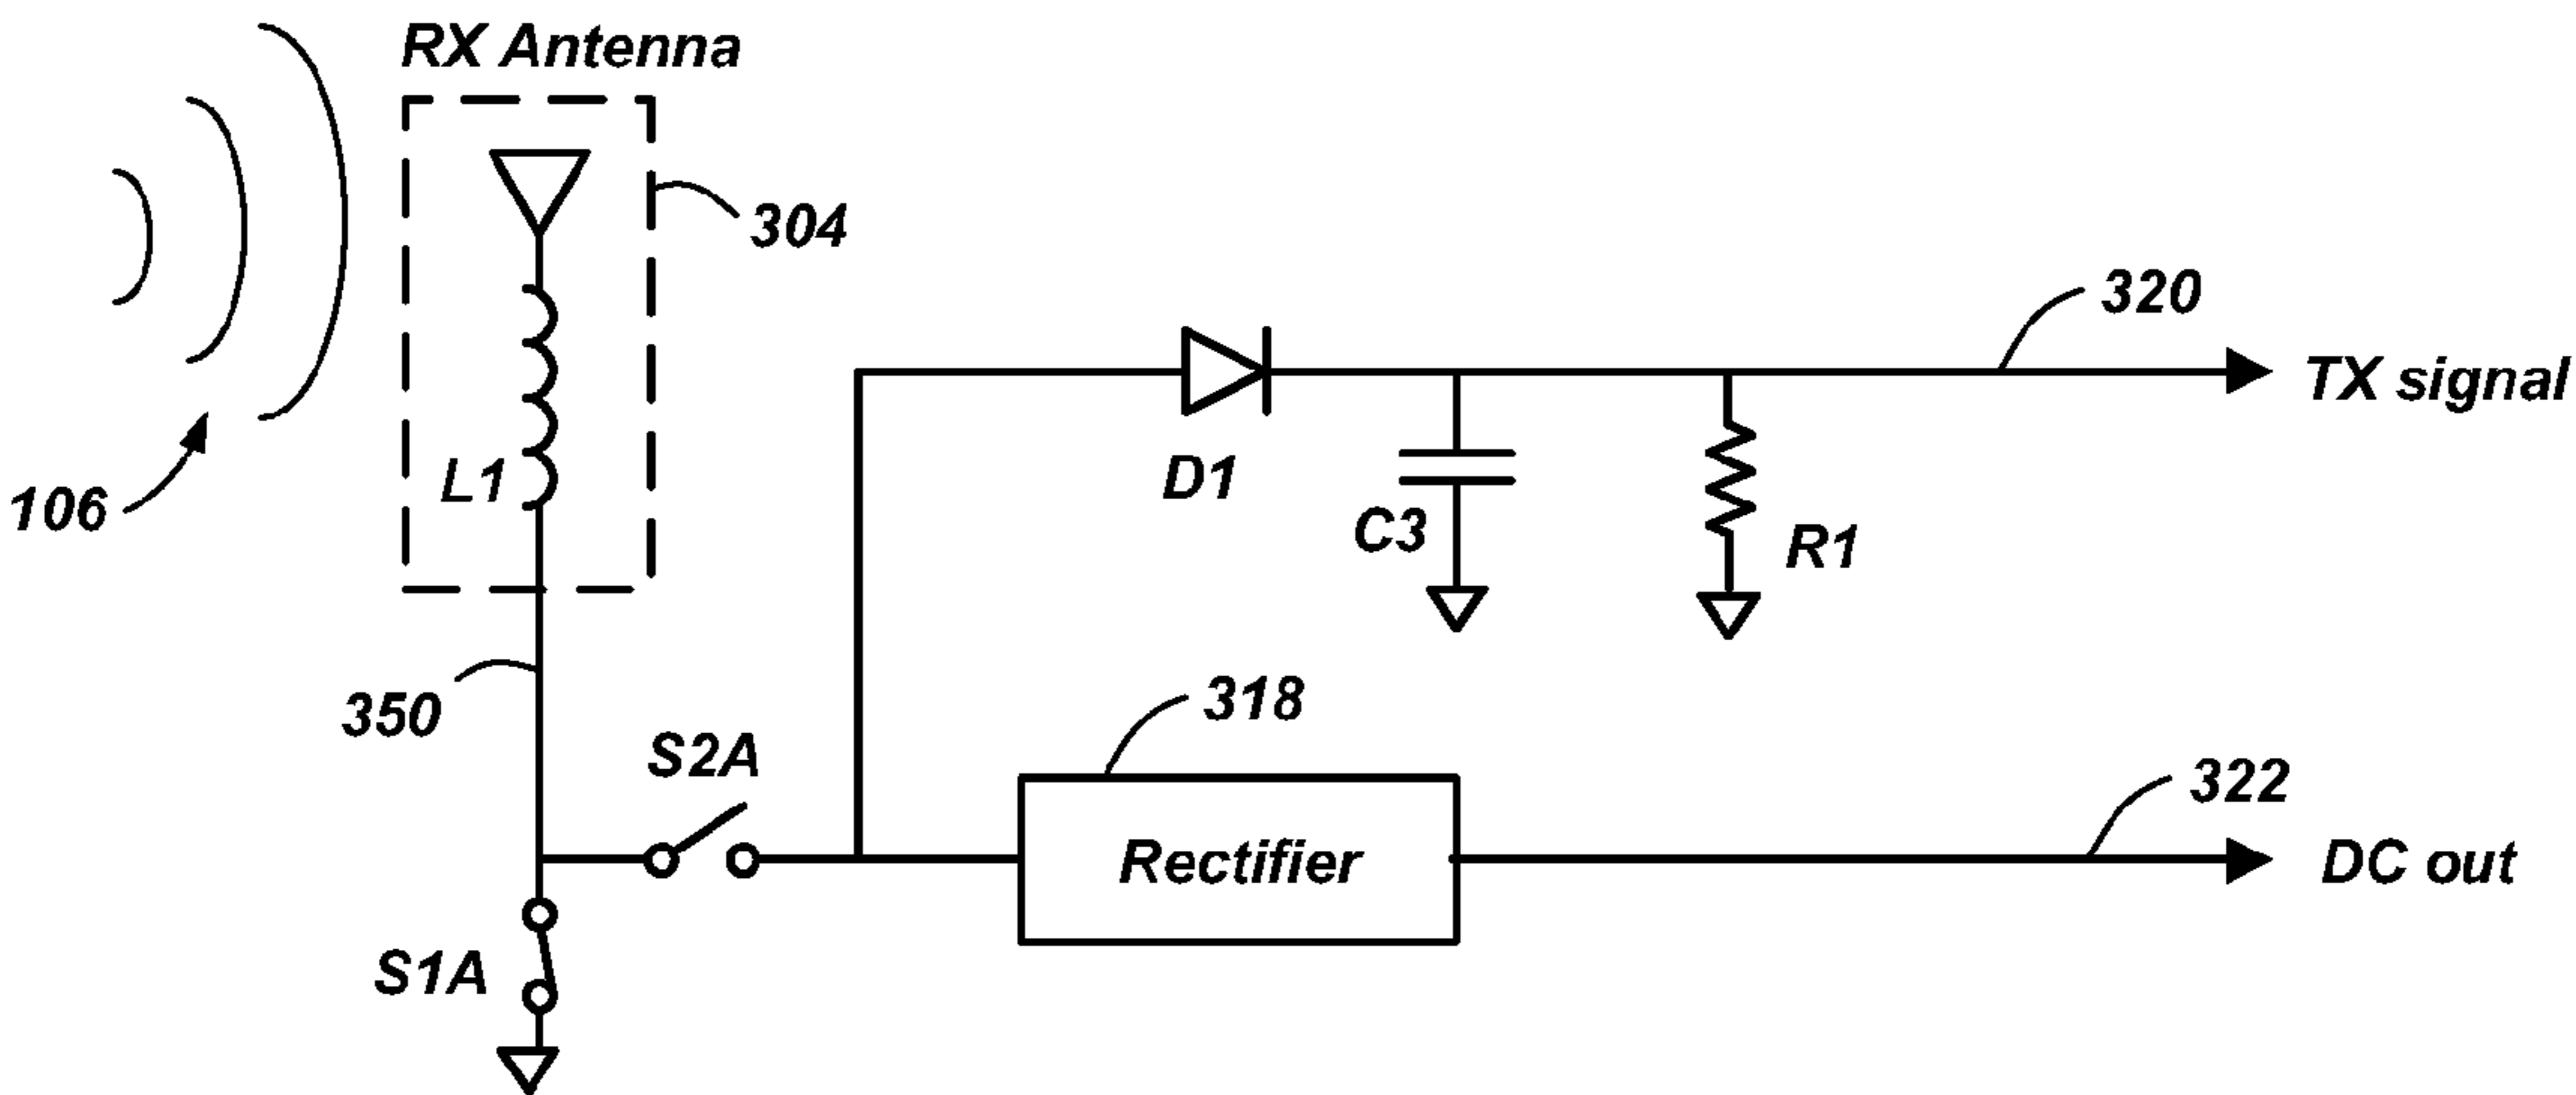 RX Antenna
304
320
TX signal
L1
D1
106
C3
R1
350
318
S2A
322
Rectifier
DC out
S1A